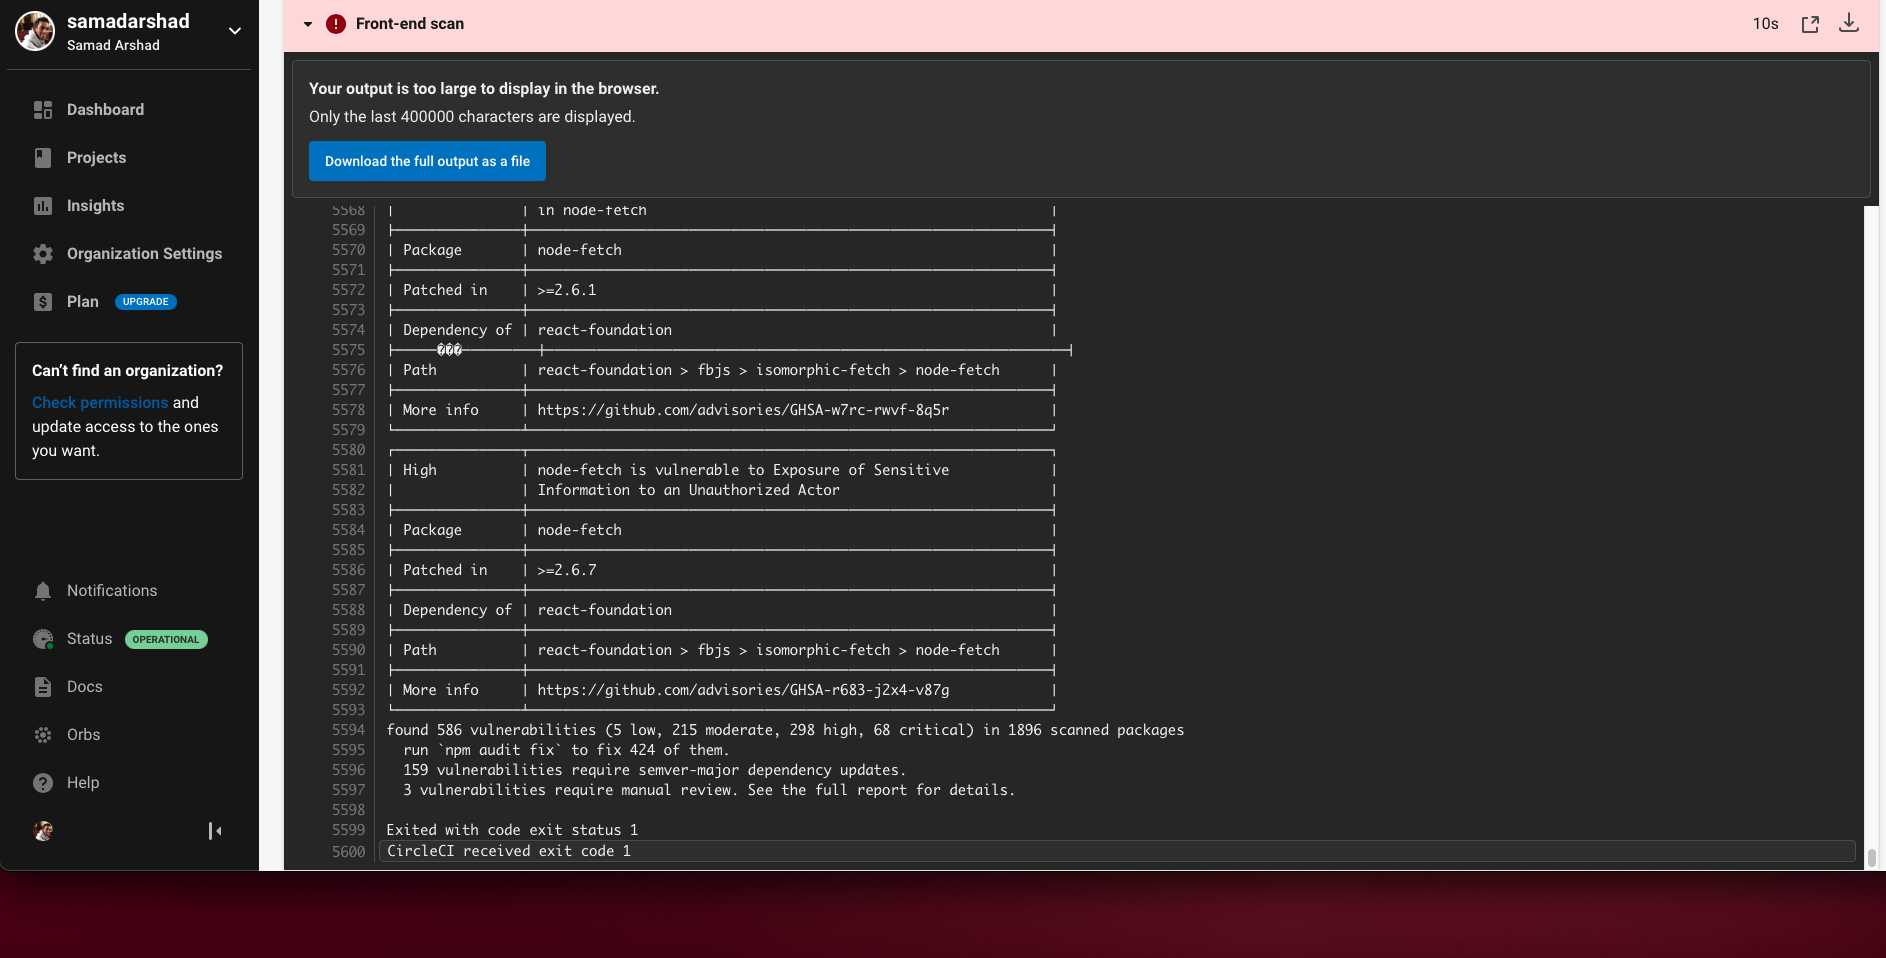 samadarshad
Samad Arshad
Dashboard
Projects
Insights
Organization Settings
Plan UPGRADE
Can't find an organization?
Check permissions and
update access to the ones
you want.
Notifications
Status OPERATIONAL
Docs
Orbs
Help
Front-end scan
10s
Your output is too large to display in the browser.
Only the last 400000 characters are displayed.
Download the full output as a file
5568 | | in node-fetch |
5569
5570 | Package | node-fetch |
5571
5572 | Patched in | >=2.6.1 |
5573
5574 | Dependency of | react-foundation |
5575 ���
5576 | Path | react-foundation > fbjs > isomorphic-fetch > node-fetch |
5577
5578 | More info | https://github.com/advisories/GHSA-w7rc-rwvf-8q5r |
5579
5580
5581 | High | node-fetch is vulnerable to Exposure of Sensitive |
5582 | | Information to an Unauthorized Actor |
5583
5584 | Package | node-fetch |
5585
5586 | Patched in | >=2.6.7 |
5587
5588 | Dependency of | react-foundation |
5589
5590 | Path | react-foundation > fbjs > isomorphic-fetch > node-fetch |
5591
5592 | More info | https://github.com/advisories/GHSA-r683-j2x4-v87g |
5593
5594 found 586 vulnerabilities (5 low, 215 moderate, 298 high, 68 critical) in 1896 scanned packages
5595 run `npm audit fix` to fix 424 of them.
5596 159 vulnerabilities require semver-major dependency updates.
5597 3 vulnerabilities require manual review. See the full report for details.
5598
5599 Exited with code exit status 1
5600 CircleCI received exit code 1